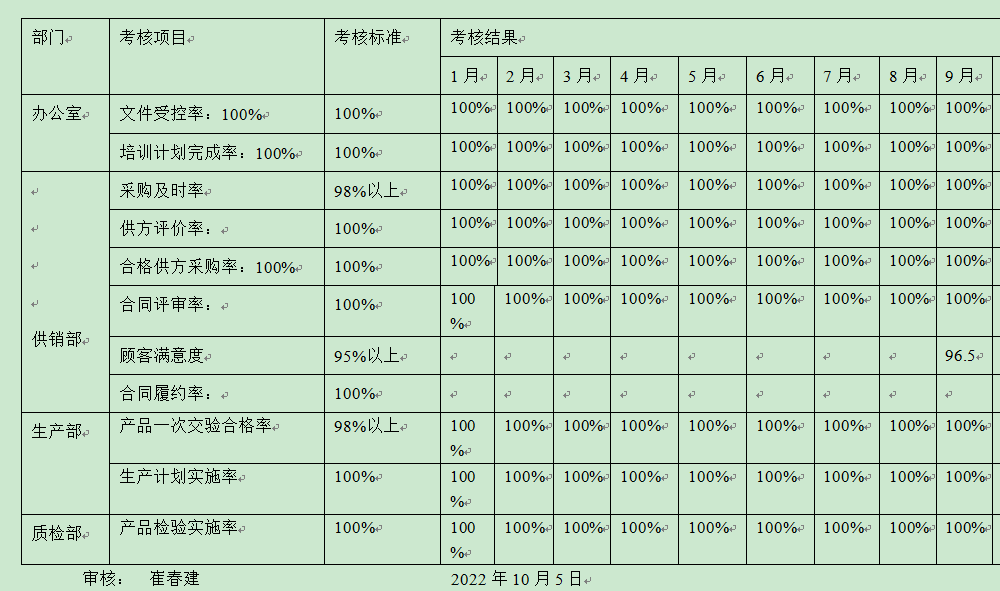 部门 考核项目 考核标准 考核结果
1 月 2 月 3 月 4 月 5 月 6 月 7 月 8 月 9 月
办公室 文件受控率：100% 100% 100% 100% 100% 100% 100% 100% 100% 100% 100%
培训计划完成率：100% 100% 100% 100% 100% 100% 100% 100% 100% 100% 100%
采购及时率 98%以上 100% 100% 100% 100% 100% 100% 100% 100% 100%
供方评价率： 100% 100% 100% 100% 100% 100% 100% 100% 100% 100%
合格供方采购率：100% 100% 100% 100% 100% 100% 100% 100% 100% 100% 100%
合同评审率： 100% 100% 100% 100% 100% 100% 100% 100% 100% 100%
供销部
顾客满意度 95%以上 96.5
合同履约率： 100%
生产部 产品一次交验合格率 98%以上 100% 100% 100% 100% 100% 100% 100% 100% 100%
生产计划实施率 100% 100% 100% 100% 100% 100% 100% 100% 100% 100%
质检部 产品检验实施率 100% 100% 100% 100% 100% 100% 100% 100% 100% 100%
审核： 崔春建 2022 年 10 月 5 日